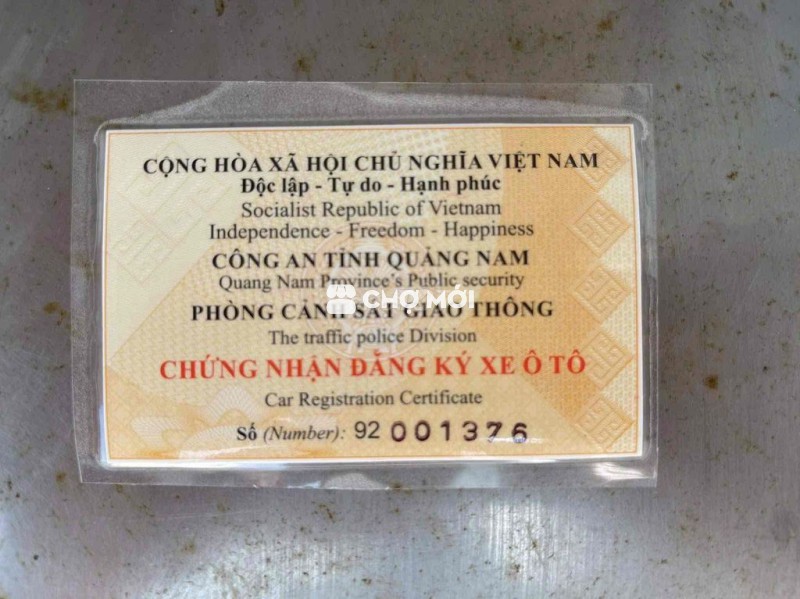 CỘNG HÒA XÃ HỘI CHỦ NGHĨA VIỆT NAM
Độc lập - Tự do - Hạnh phúc
Socialist Republic of Vietnam
Independence - Freedom - Happiness
CÔNG AN TỈNH QUẢNG NAM
Quang Nam Province's Public security
CHỢ MỚI
PHÒNG CẢNH SÁT GIAO THÔNG
The traffic police Division
CHỨNG NHẬN ĐĂNG KÝ XE Ô TÔ
Car Registration Certificate
Số (Number): 92 001376